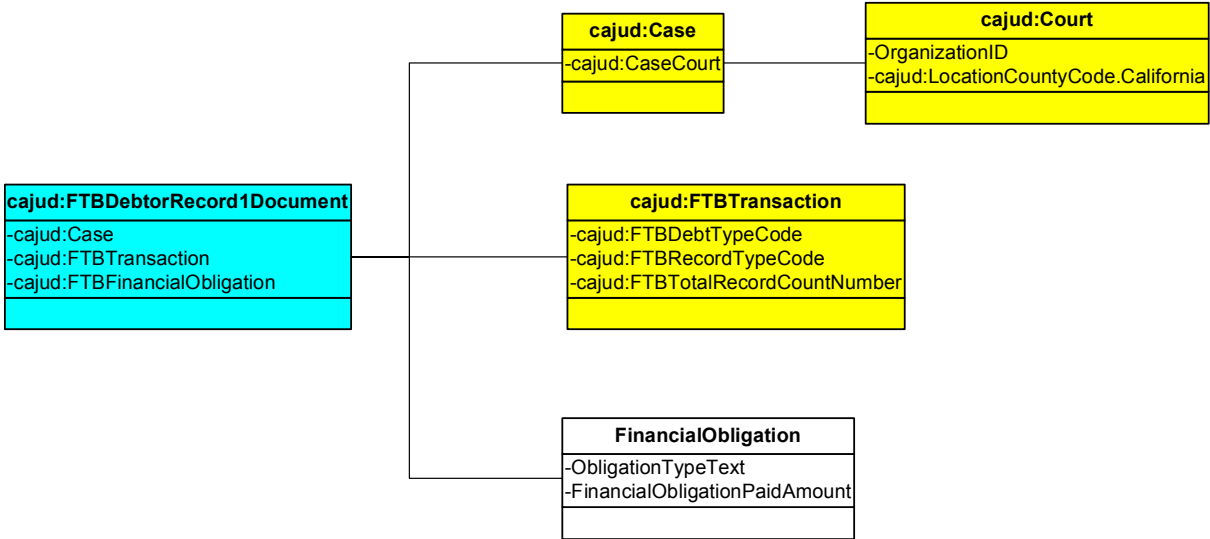 cajud:Case
-cajud:CaseCourt
cajud:Court
-OrganizationID
-cajud:LocationCountyCode.California
cajud:FTBDebtorRecord1Document
-cajud:Case
-cajud:FTBTransaction
-cajud:FTBFinancialObligation
cajud:FTBTransaction
-cajud:FTBDebtTypeCode
-cajud:FTBRecordTypeCode
-cajud:FTBTotalRecordCountNumber
FinancialObligation
-ObligationTypeText
-FinancialObligationPaidAmount